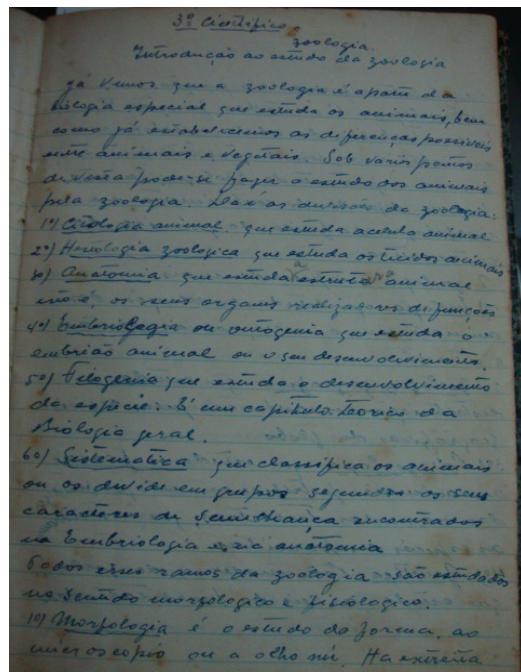 3º Científico.
zoologia.
Introdução ao estudo da zoologia
Já vimos que a zoologia é a parte da
biologia especial que estuda os animais, bem
como já estabelecemos as diferenças possiveis
entre animais e vegetais. Sob varios pontos
de vista pode-se fazer o estudo dos animais
pela zoologia. as divisões da zoologia:
1º) Citologia animal que estuda a celula animal
2º) Histologia zoologica que estuda os tecidos animais
3º) Anatomia que estuda a estrutura animal
isto é, os seus orgams realizadores de funções
4º) Embriologia ou ontogenia que estuda o
embrião animal ou o seu desenvolvimento.
5º) Filogenia que estuda o desenvolvimento
da espécie. É um capitulo teorico da
Biologia geral.
6º) Sistematica que classifica os animais
ou os divide em grupos segundo os seus
caracteres de semelhança encontrados
na Embriologia e na anatomia
Todos esses ramos da zoologia são estudados
no sentido morfologico e fisiologico.
1º) Morfologia é o estudo da forma, ao
microscopio ou a olho nú. Ha